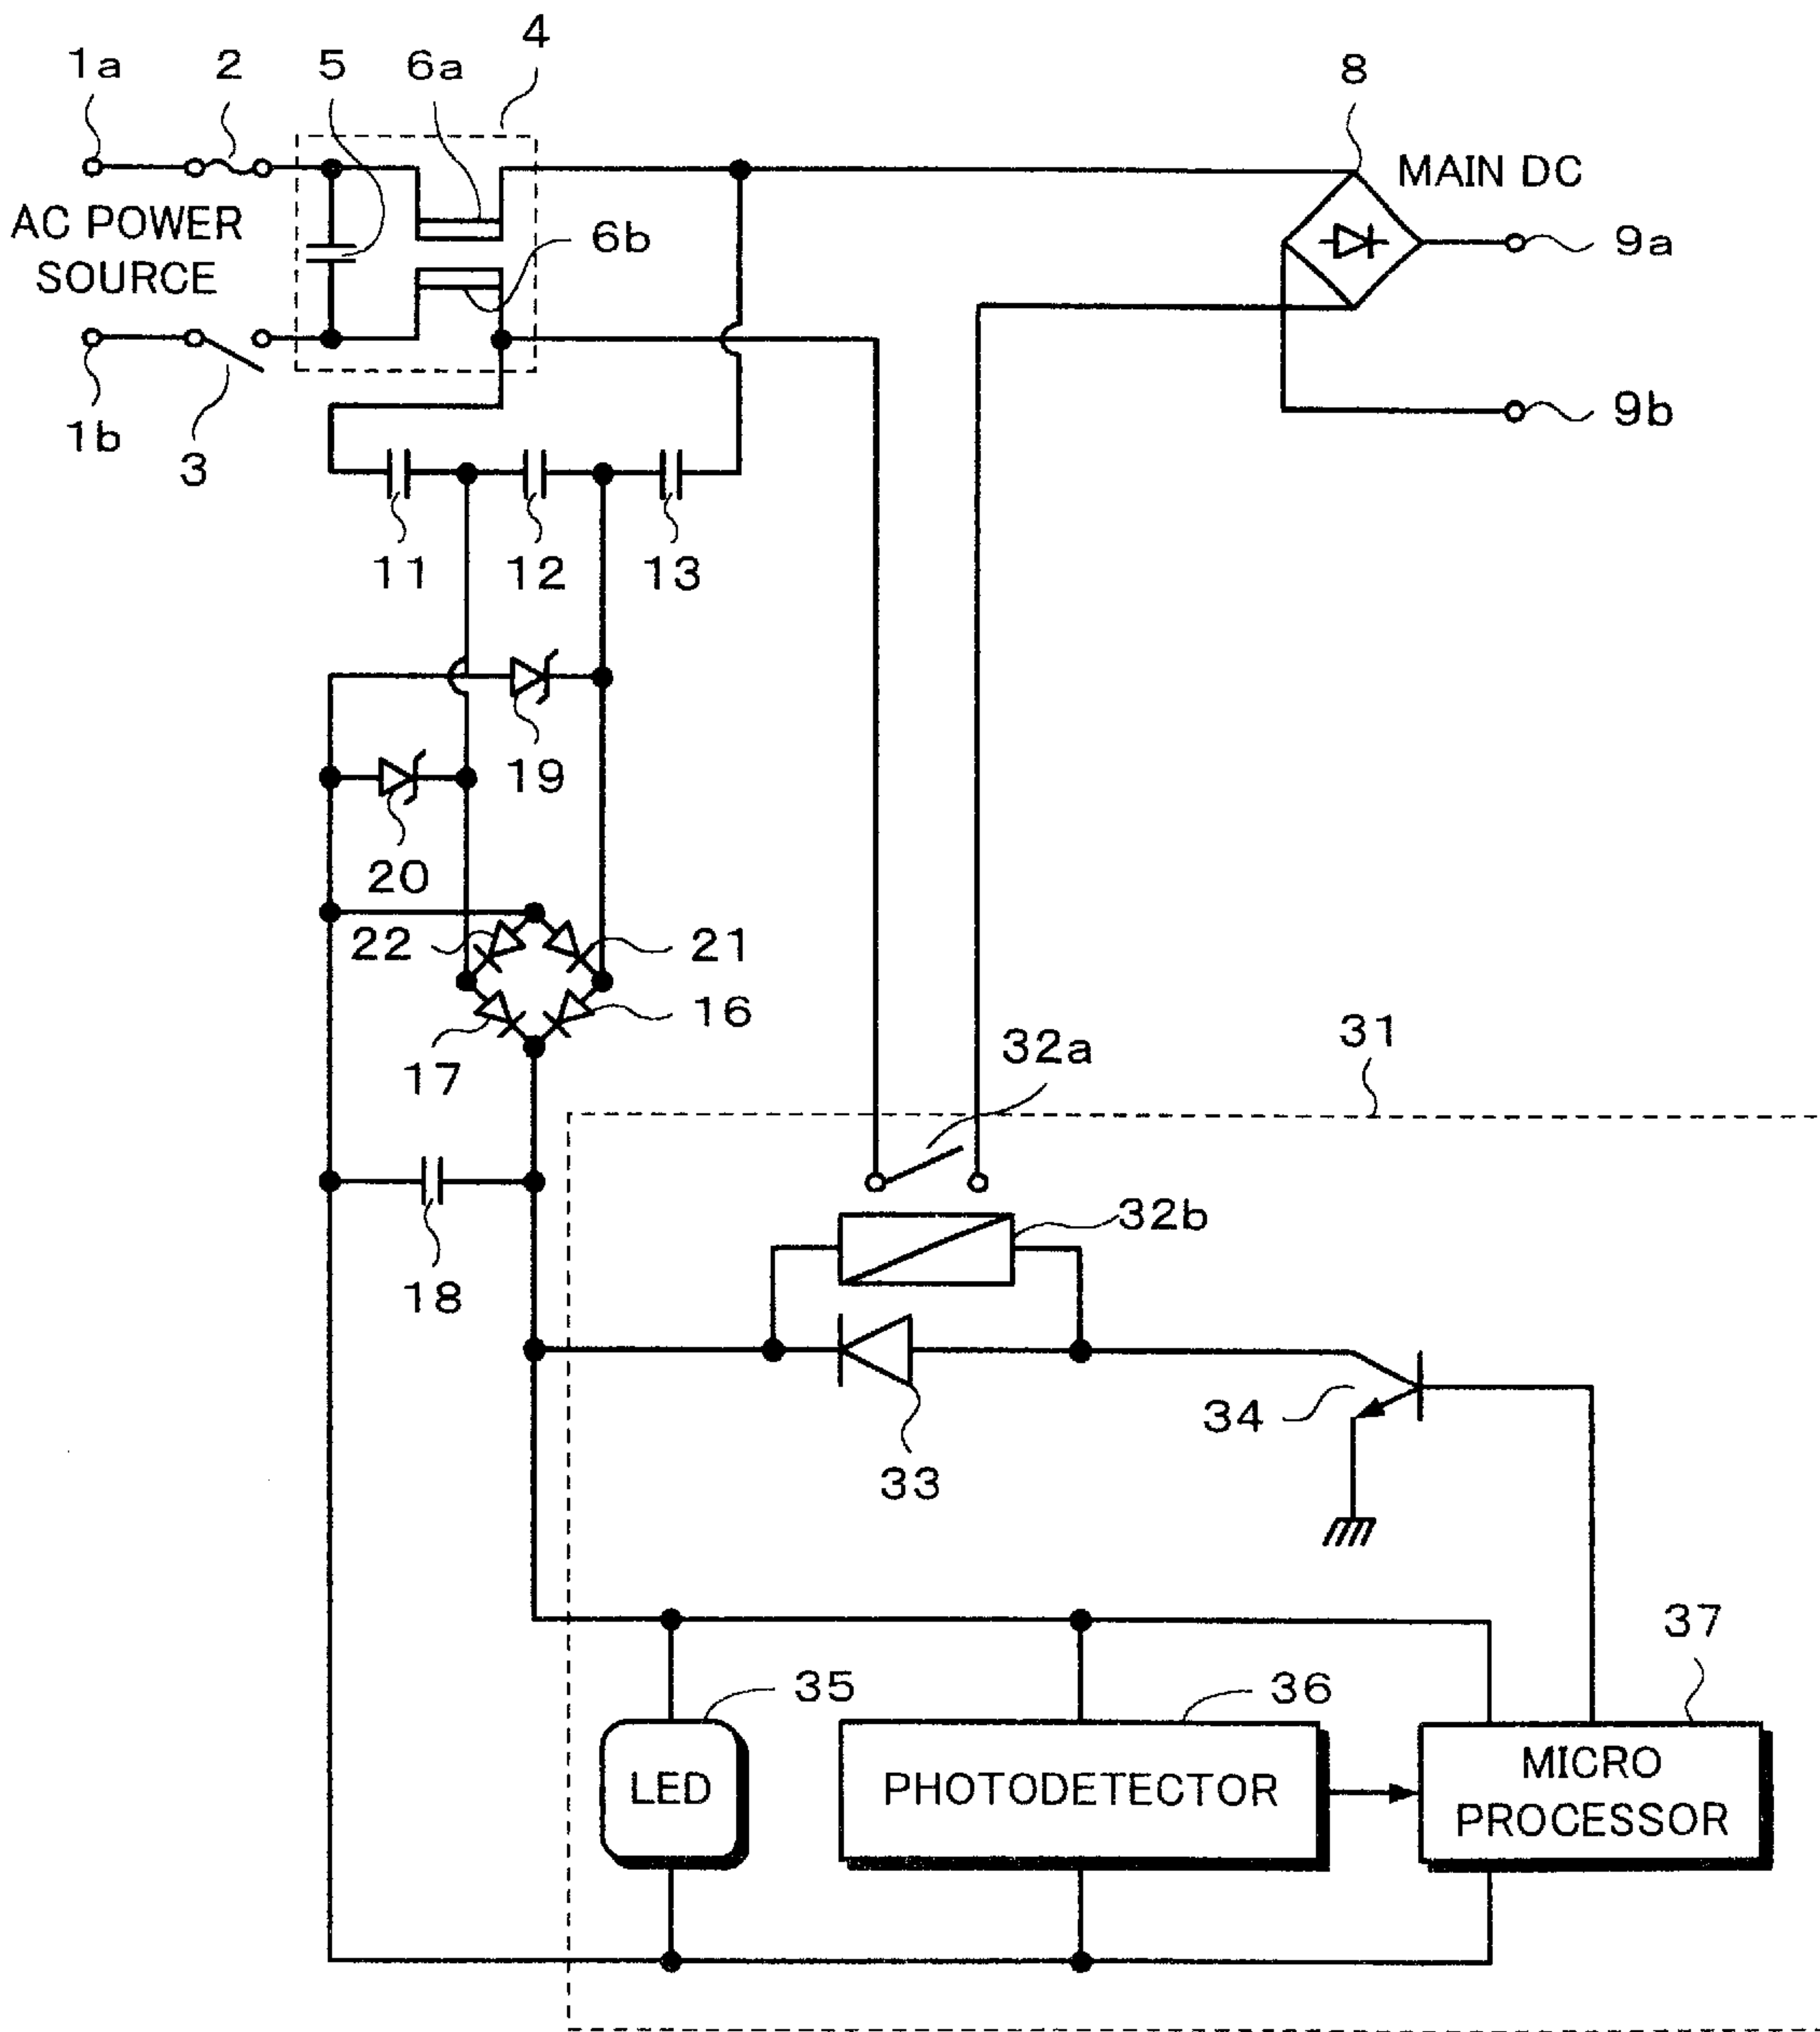 4
1a 2 5 6a 8
MAIN DC
AC POWER
SOURCE
6b 9a
1b 3 9b
11 12 13
19
20
22 21
17 16
32a 31
18 32b
34
33
37
35 36
LED PHOTODETECTOR MICRO
PROCESSOR